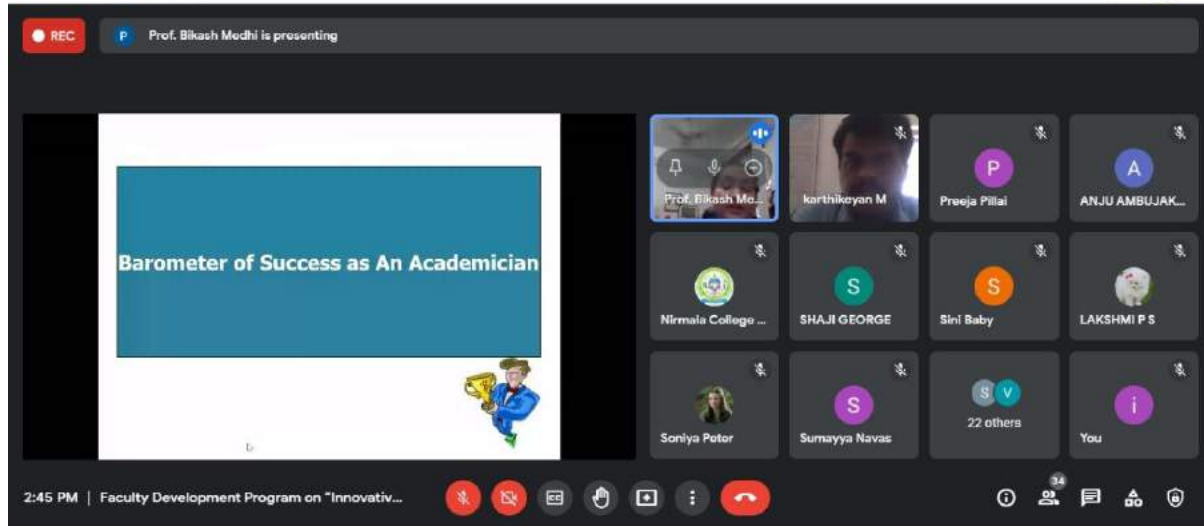 REC
P Prof. Bikash Medhi is presenting
Barometer of Success as An Academician
Prof. Bikash Me...
karthikeyan M
P
Preeja Pillai
A
ANJU AMBUJAK...
Nirmala College ...
S
SHAJI GEORGE
S
Sini Baby
LAKSHMI P S
Soniya Peter
S
Sumayya Navas
S V
22 others
i
You
2:45 PM | Faculty Development Program on "Innovativ...
CC
34